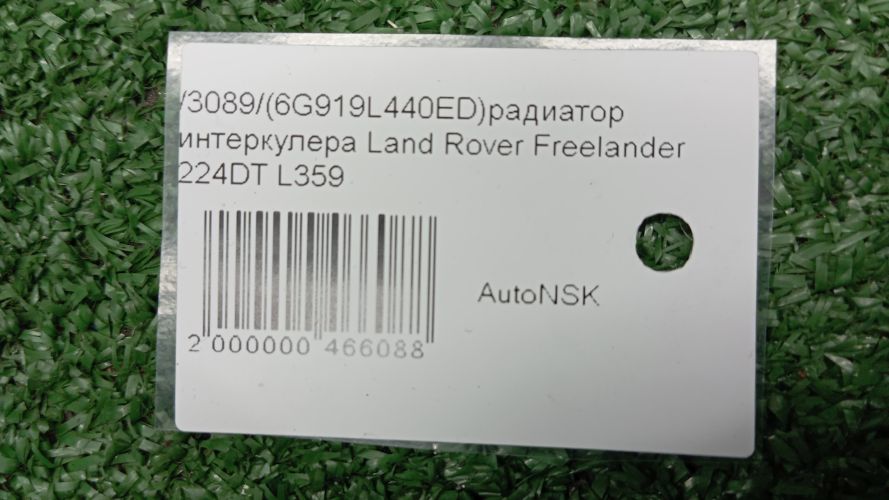 /3089/(6G919L440ED)радиатор
интеркулера Land Rover Freelander
224DT L359
AutoNSK
2 000000 466088